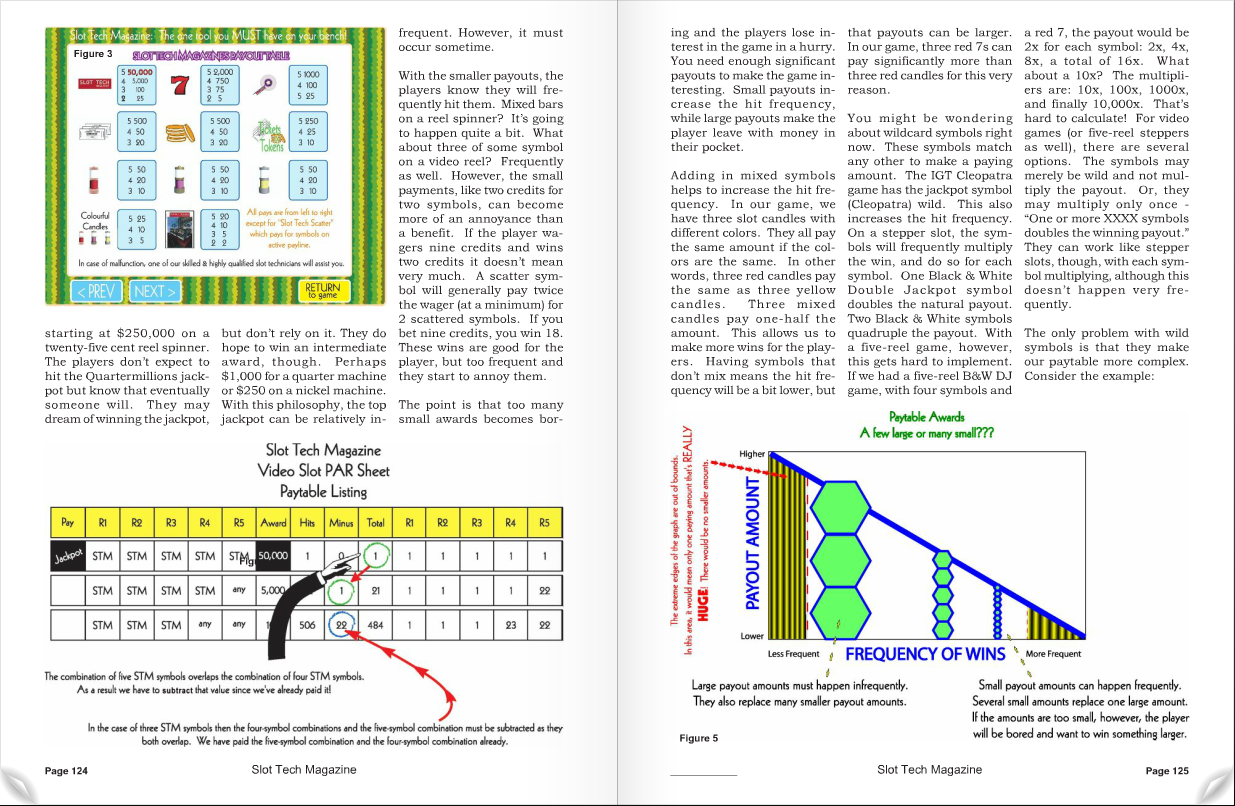 Slot Tech Magazine: The one tool you MUST have on your bench!
Figure 3
SLOT TECH MAGAZINE PAYOUT TABLE
SLOT TECH
5 50,000
4 5,000
3 100
2 25
7
5 2,000
4 750
3 75
2 5
5 1000
4 100
5 25
5 500
4 50
3 20
5 500
4 50
3 20
Tickets
Tokens
5 250
4 25
3 10
5 50
4 20
3 10
5 50
4 20
3 10
5 50
4 20
3 10
Colourful
Candles
5 25
4 10
3 5
5 20
4 10
3 5
2 2
All pays are from left to right
except for "Slot Tech Scatter"
which pays for symbols on
active payline.
In case of malfunction, one of our skilled & highly qualified slot technicians will assist you.
< PREV
NEXT >
RETURN
to game
starting at $250,000 on a
twenty-five cent reel spinner.
The players don't expect to
hit the Quartermillions jack-
pot but know that eventually
someone will. They may
dream of winning the jackpot,
but don't rely on it. They do
hope to win an intermediate
award, though. Perhaps
$1,000 for a quarter machine
or $250 on a nickel machine.
With this philosophy, the top
jackpot can be relatively in-
frequent. However, it must
occur sometime.
With the smaller payouts, the
players know they will fre-
quently hit them. Mixed bars
on a reel spinner? It's going
to happen quite a bit. What
about three of some symbol
on a video reel? Frequently
as well. However, the small
payments, like two credits for
two symbols, can become
more of an annoyance than
a benefit. If the player wa-
gers nine credits and wins
two credits it doesn't mean
very much. A scatter sym-
bol will generally pay twice
the wager (at a minimum) for
2 scattered symbols. If you
bet nine credits, you win 18.
These wins are good for the
player, but too frequent and
they start to annoy them.
The point is that too many
small awards becomes bor-
Slot Tech Magazine
Video Slot PAR Sheet
Paytable Listing
Pay R1 R2 R3 R4 R5 Award Hits Minus Total R1 R2 R3 R4 R5
Jackpot STM STM STM STM STM 50,000 1 0 1 1 1 1 1 1
STM STM STM STM any 5,000 1 21 1 1 1 1 22
STM STM STM any any 506 22 484 1 1 1 23 22
The combination of five STM symbols overlaps the combination of four STM symbols.
As a result we have to subtract that value since we've already paid it!
In the case of three STM symbols then the four-symbol combinations and the five-symbol combination must be subtracted as they
both overlap. We have paid the five-symbol combination and the four-symbol combination already.
Page 124
Slot Tech Magazine
ing and the players lose in-
terest in the game in a hurry.
You need enough significant
payouts to make the game in-
teresting. Small payouts in-
crease the hit frequency,
while large payouts make the
player leave with money in
their pocket.
Adding in mixed symbols
helps to increase the hit fre-
quency. In our game, we
have three slot candles with
different colors. They all pay
the same amount if the col-
ors are the same. In other
words, three red candles pay
the same as three yellow
candles. Three mixed
candles pay one-half the
amount. This allows us to
make more wins for the play-
ers. Having symbols that
don't mix means the hit fre-
quency will be a bit lower, but
that payouts can be larger.
In our game, three red 7s can
pay significantly more than
three red candles for this very
reason.
You might be wondering
about wildcard symbols right
now. These symbols match
any other to make a paying
amount. The IGT Cleopatra
game has the jackpot symbol
(Cleopatra) wild. This also
increases the hit frequency.
On a stepper slot, the sym-
bols will frequently multiply
the win, and do so for each
symbol. One Black & White
Double Jackpot symbol
doubles the natural payout.
Two Black & White symbols
quadruple the payout. With
a five-reel game, however,
this gets hard to implement.
If we had a five-reel B&W DJ
game, with four symbols and
a red 7, the payout would be
2x for each symbol: 2x, 4x,
8x, a total of 16x. What
about a 10x? The multipli-
ers are: 10x, 100x, 1000x,
and finally 10,000x. That's
hard to calculate! For video
games (or five-reel steppers
as well), there are several
options. The symbols may
merely be wild and not mul-
tiply the payout. Or, they
may multiply only once -
"One or more XXXX symbols
doubles the winning payout."
They can work like stepper
slots, though, with each sym-
bol multiplying, although this
doesn't happen very fre-
quently.
The only problem with wild
symbols is that they make
our paytable more complex.
Consider the example:
Paytable Awards
A few large or many small???
The extreme edges of the graph are out of bounds.
In this area, it would mean only one paying amount that's REALLY
HUGE! There would be no smaller amounts.
Higher
PAYOUT AMOUNT
Lower
Less Frequent
FREQUENCY OF WINS
More Frequent
Large payout amounts must happen infrequently.
They also replace many smaller payout amounts.
Small payout amounts can happen frequently.
Several small amounts replace one large amount.
If the amounts are too small, however, the player
will be bored and want to win something larger.
Figure 5
Slot Tech Magazine
Page 125